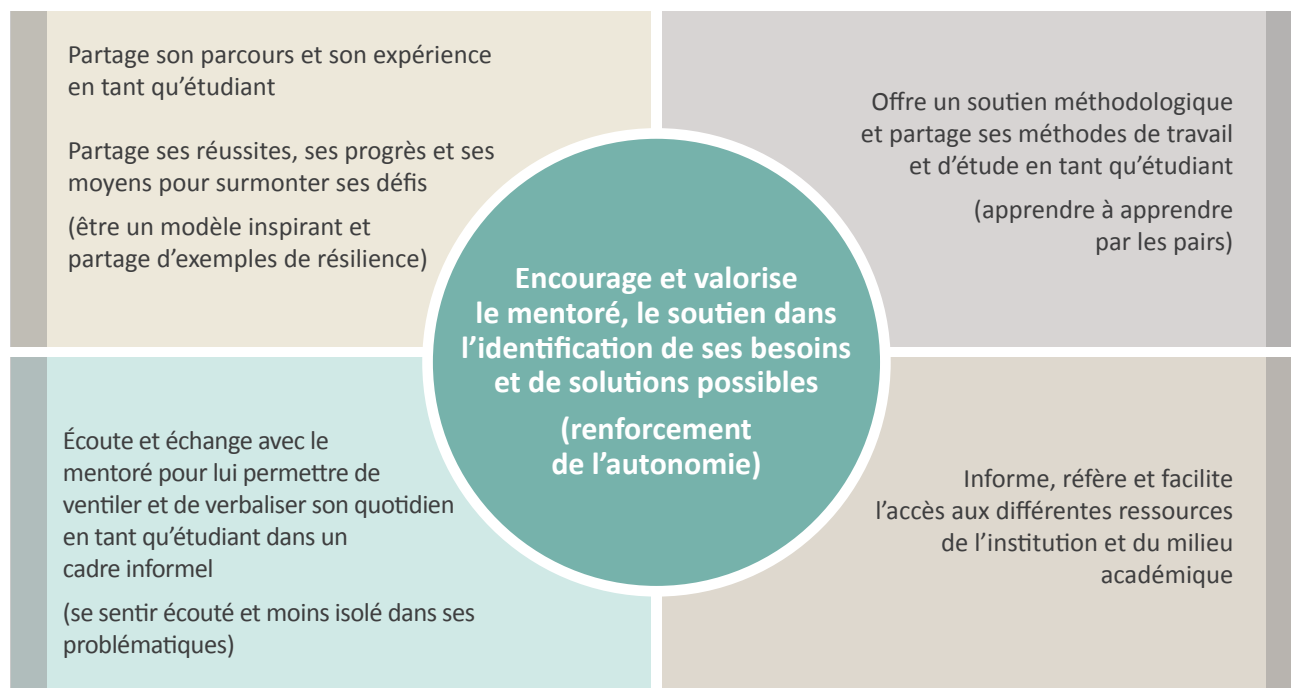 Partage son parcours et son expérience
en tant qu’étudiant
Partage ses réussites, ses progrès et ses
moyens pour surmonter ses défis
(être un modèle inspirant et
partage d’exemples de résilience)
Offre un soutien méthodologique
et partage ses méthodes de travail
et d’étude en tant qu’étudiant
(apprendre à apprendre
par les pairs)
Encourage et valorise
le mentoré, le soutien dans
l’identification de ses besoins
et de solutions possibles
(renforcement
de l’autonomie)
Écoute et échange avec le
mentoré pour lui permettre de
ventiler et de verbaliser son quotidien
en tant qu’étudiant dans un
cadre informel
(se sentir écouté et moins isolé dans ses
problématiques)
Informe, réfère et facilite
l’accès aux différentes ressources
de l’institution et du milieu
académique